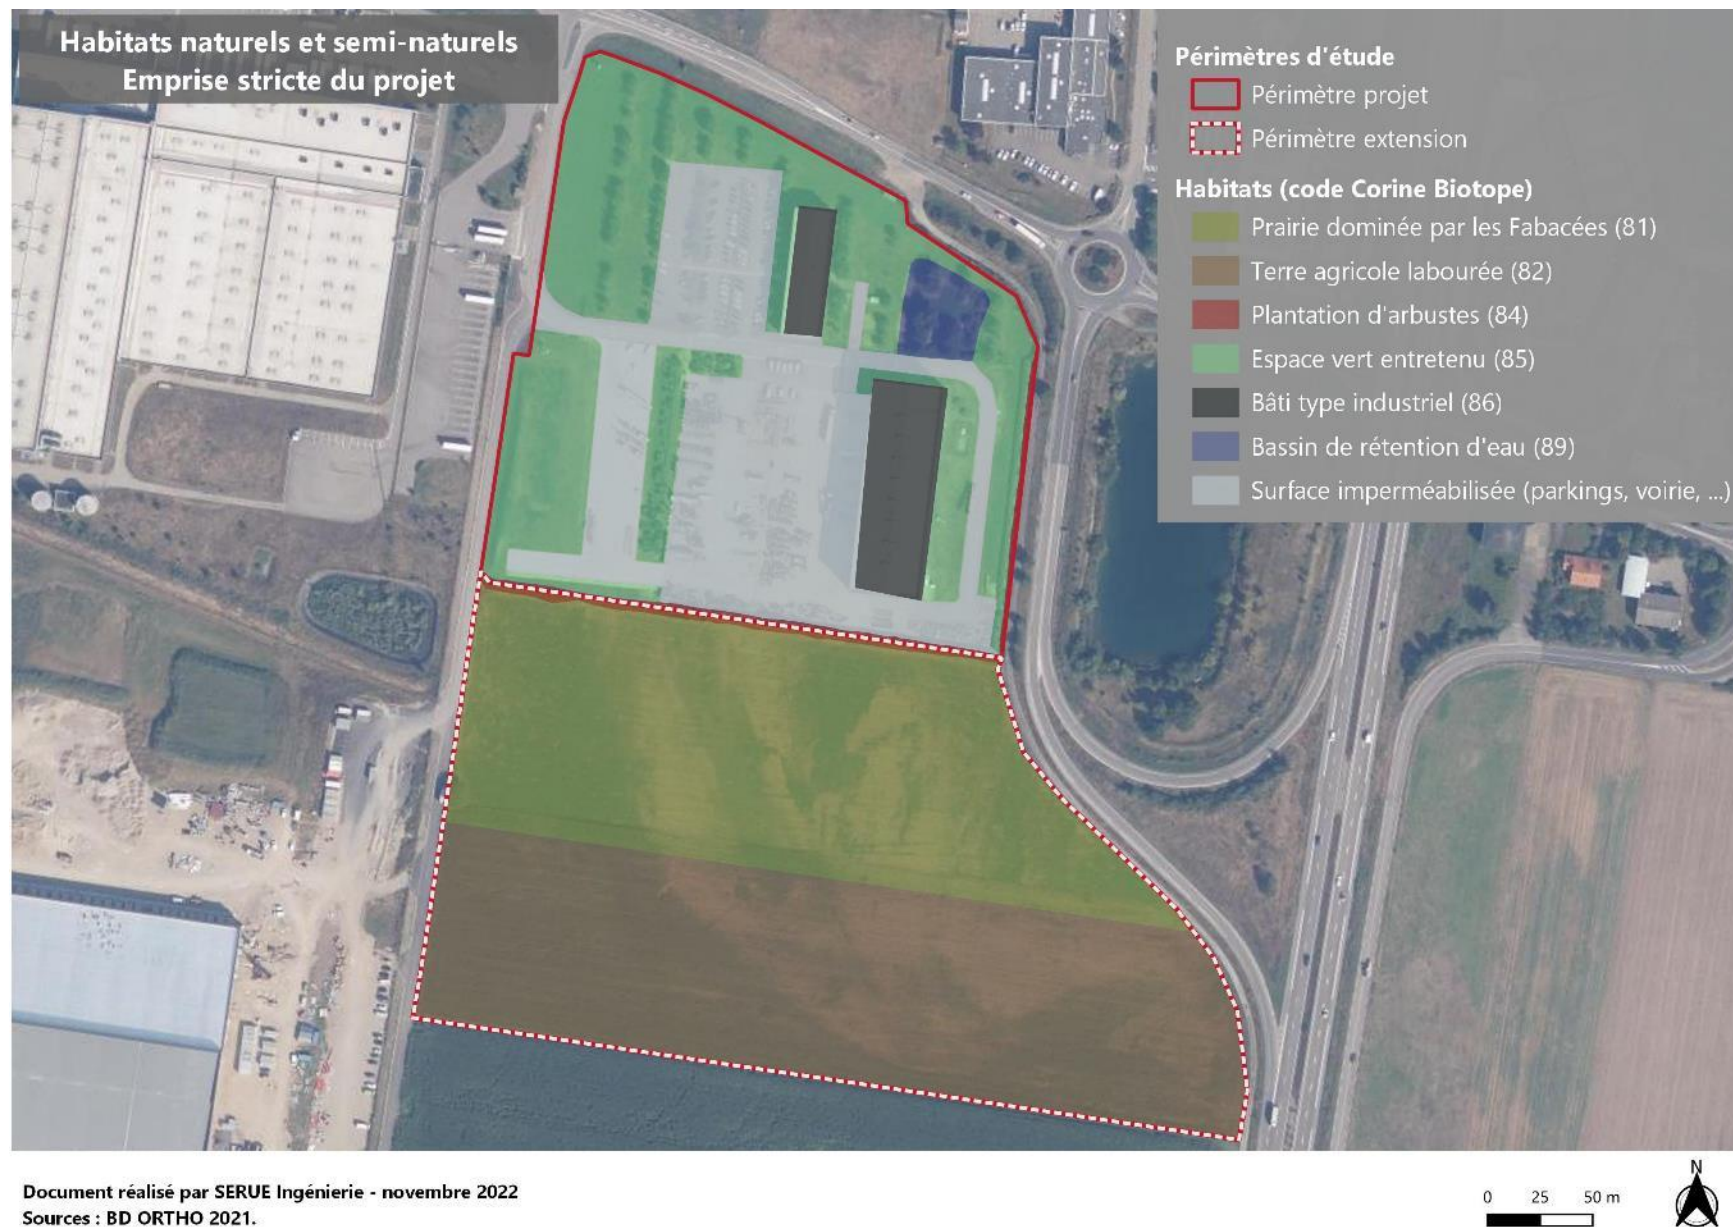 Habitats naturels et semi-naturels
Emprise stricte du projet
Périmètres d'étude
Périmètre projet
Périmètre extension
Habitats (code Corine Biotope)
Prairie dominée par les Fabacées (81)
Terre agricole labourée (82)
Plantation d'arbustes (84)
Espace vert entretenu (85)
Bâti type industriel (86)
Bassin de rétention d'eau (89)
Surface imperméabilisée (parkings, voirie, ...)
Document réalisé par SERUE Ingénierie - novembre 2022
Sources : BD ORTHO 2021.
0 25 50 m
N